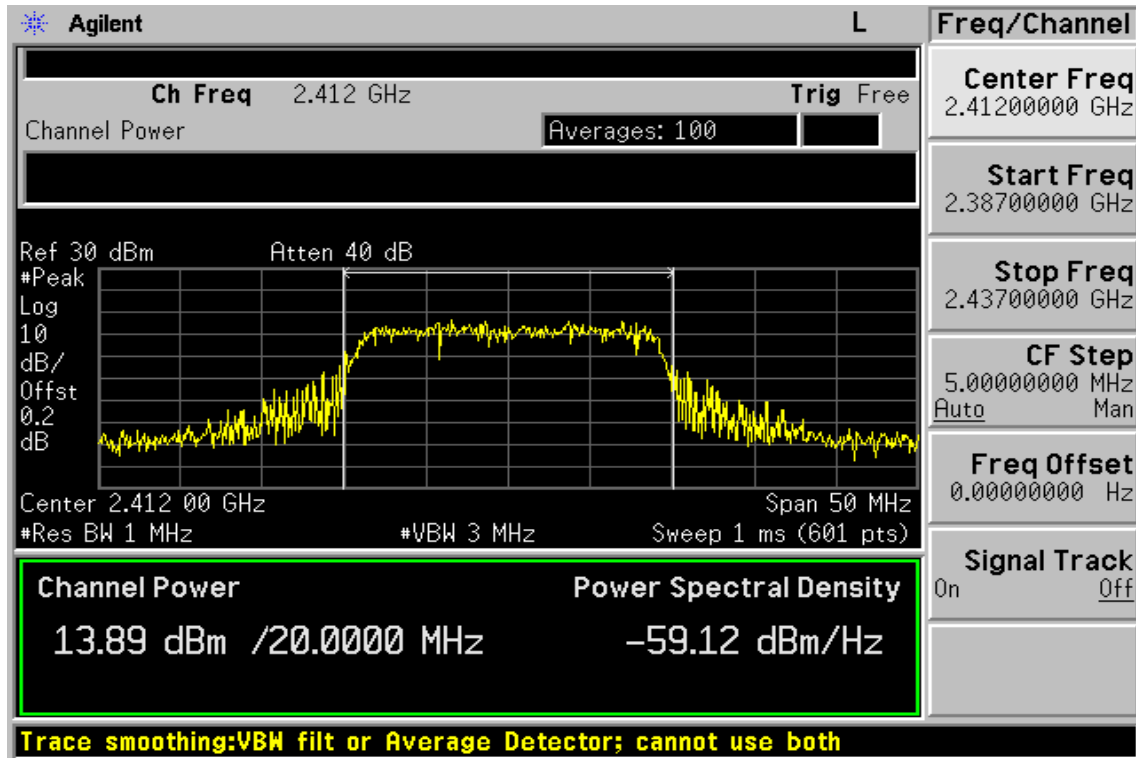 Agilent L
Ch Freq 2.412 GHz Trig Free
Channel Power Averages: 100
Ref 30 dBm Atten 40 dB
#Peak
Log
10
dB/
Offst
0.2
dB
Center 2.412 00 GHz Span 50 MHz
#Res BW 1 MHz #VBW 3 MHz Sweep 1 ms (601 pts)
Channel Power Power Spectral Density
13.89 dBm /20.0000 MHz -59.12 dBm/Hz
Trace smoothing:VBW filt or Average Detector; cannot use both
Freq/Channel
Center Freq
2.41200000 GHz
Start Freq
2.38700000 GHz
Stop Freq
2.43700000 GHz
CF Step
5.00000000 MHz
Auto Man
Freq Offset
0.00000000 Hz
Signal Track
On Off